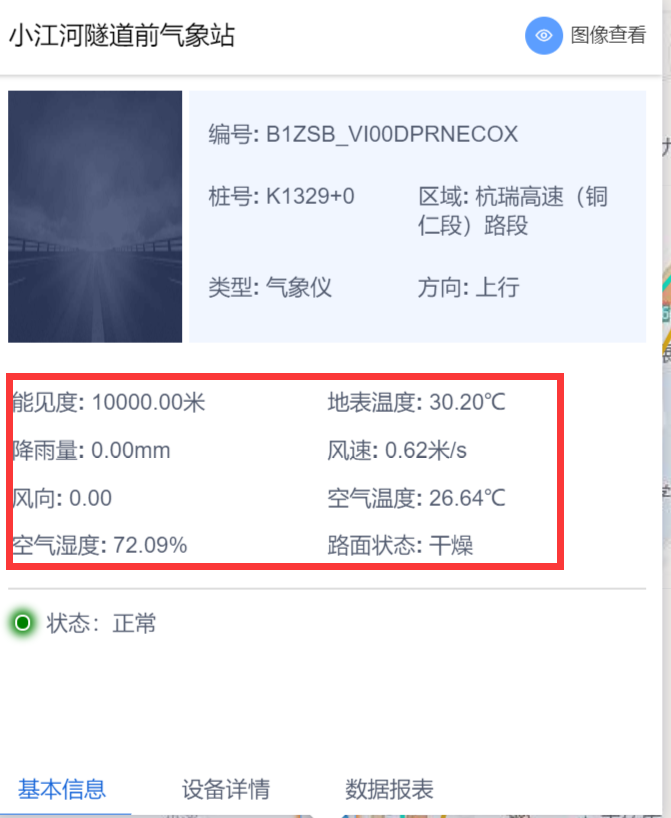 小江河隧道前气象站
图像查看
编号: B1ZSB_VI00DPRNECOX
桩号: K1329+0
区域: 杭瑞高速（铜
仁段）路段
类型: 气象仪
方向: 上行
能见度: 10000.00米
地表温度: 30.20℃
降雨量: 0.00mm
风速: 0.62米/s
风向: 0.00
空气温度: 26.64℃
空气湿度: 72.09%
路面状态: 干燥
状态：正常
基本信息
设备详情
数据报表